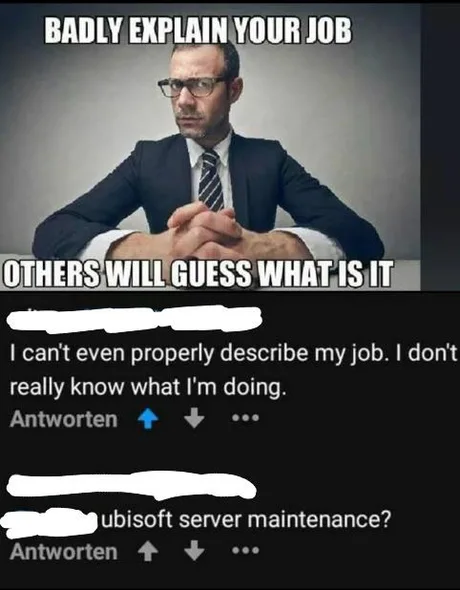 BADLY EXPLAIN YOUR JOB
OTHERS WILL GUESS WHAT IS IT
I can't even properly describe my job. I don't
really know what I'm doing.
Antworten
ubisoft server maintenance?
Antworten